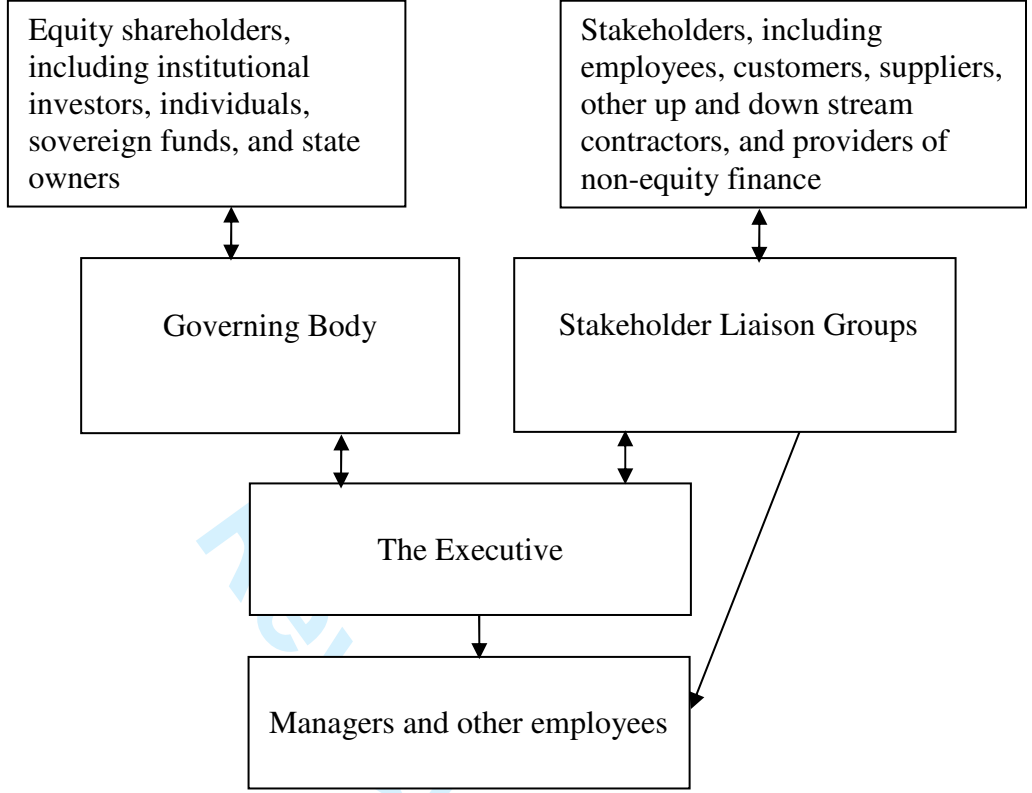 Equity shareholders,
including institutional
investors, individuals,
sovereign funds, and state
owners
Stakeholders, including
employees, customers, suppliers,
other up and down stream
contractors, and providers of
non-equity finance
Governing Body
Stakeholder Liaison Groups
The Executive
Managers and other employees